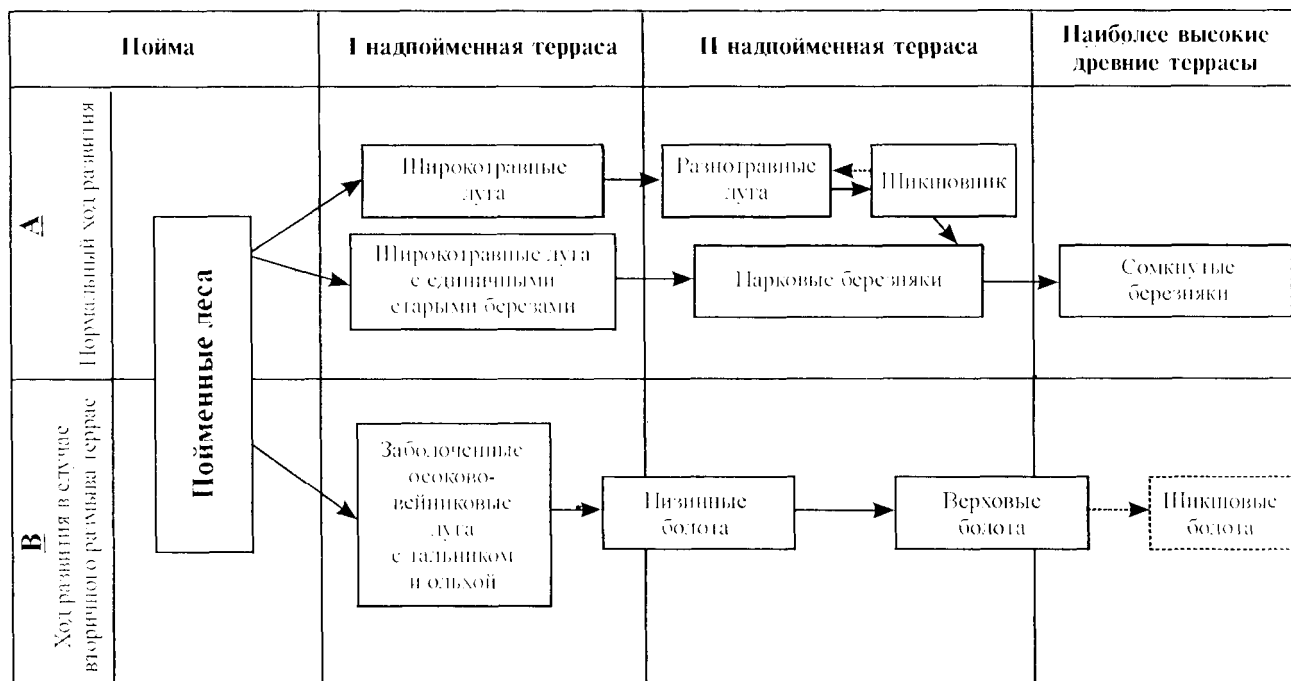 Пойма
I надпойменная терраса
II надпойменная терраса
Наиболее высокие
древние террасы
А
Нормальный ход развития
Пойменные леса
Широкотравные
луга
Разнотравные
луга
Шикшовник
Широкотравные луга
с единичными
старыми березами
Парковые березняки
Сомкнутые
березняки
В
Ход развития в случае
вторичного размыва террас
Заболоченные
осоково-
вейниковые
луга
с тальником
и ольхой
Низинные
болота
Верховые
болота
Шикшовые
болота